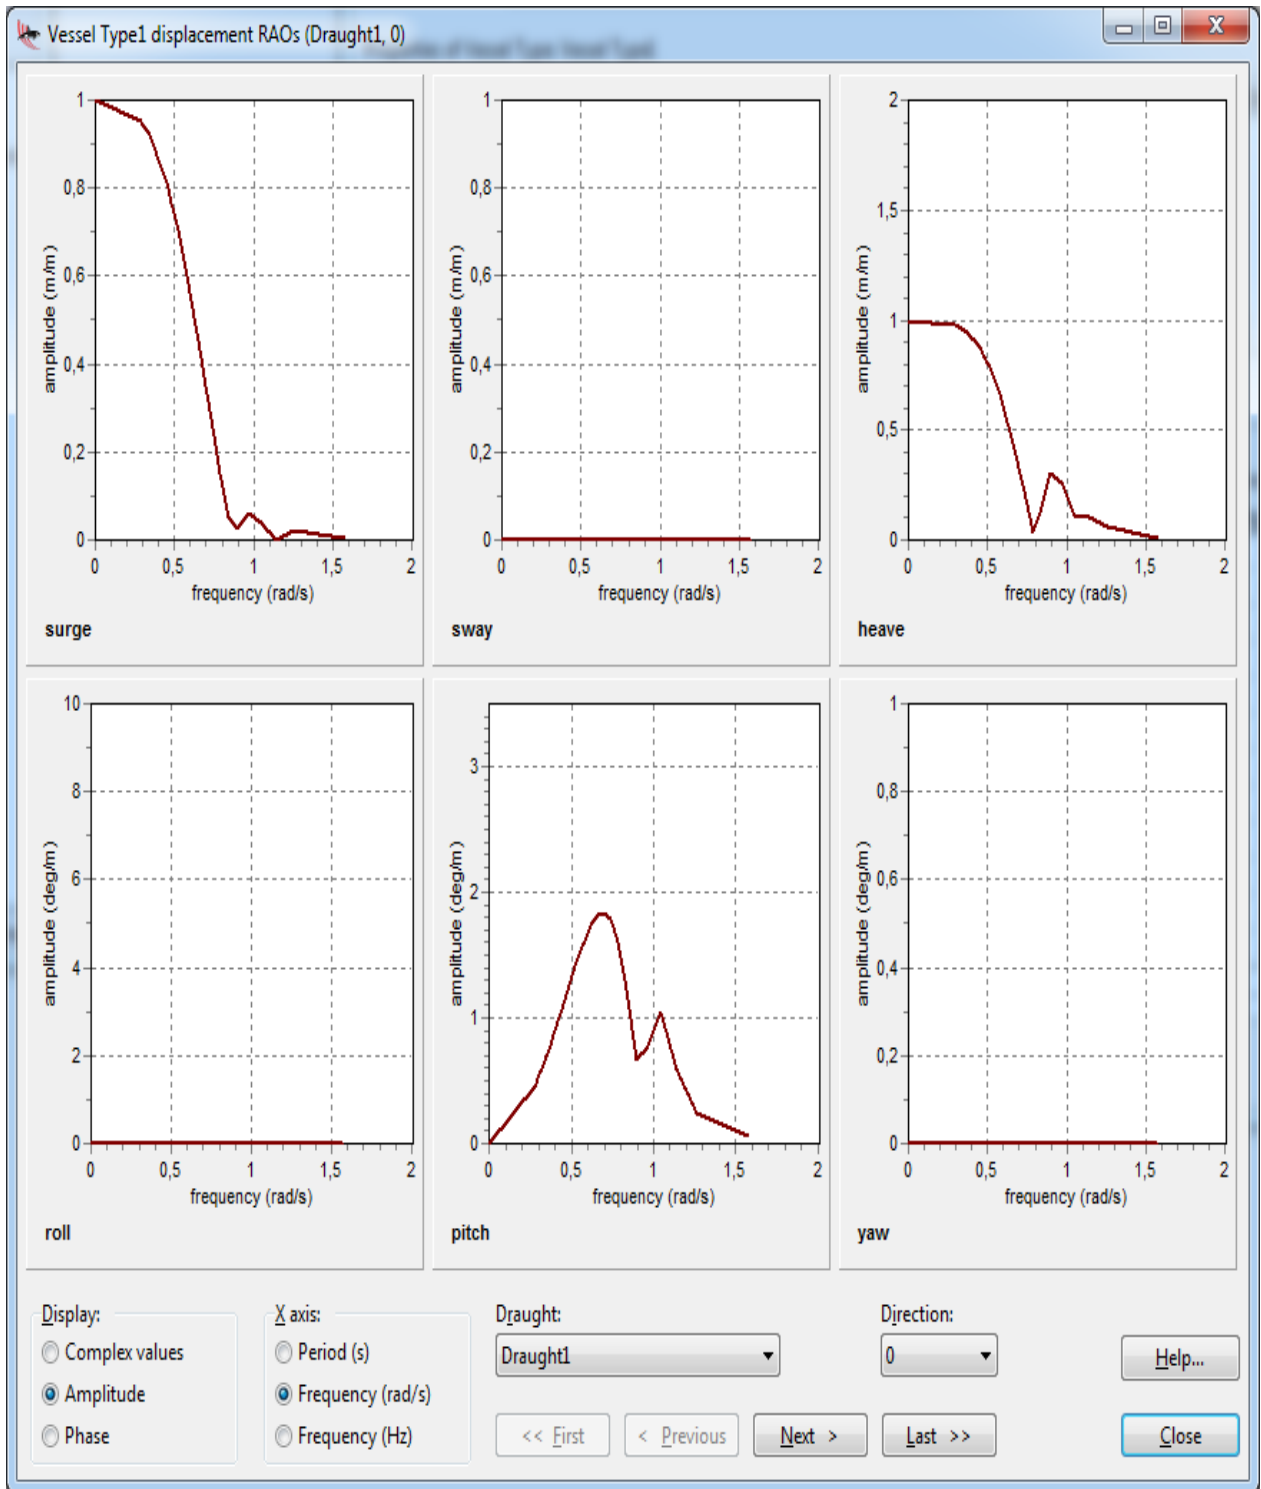 Vessel Type1 displacement RAOs (Draught1, 0)
1
0,8
0,6
0,4
0,2
0
amplitude (m/m)
0 0,5 1 1,5 2
frequency (rad/s)
surge
1
0,8
0,6
0,4
0,2
0
amplitude (m/m)
0 0,5 1 1,5 2
frequency (rad/s)
sway
2
1,5
1
0,5
0
amplitude (m/m)
0 0,5 1 1,5 2
frequency (rad/s)
heave
10
8
6
4
2
0
amplitude (deg/m)
0 0,5 1 1,5 2
frequency (rad/s)
roll
3
2
1
0
amplitude (deg/m)
0 0,5 1 1,5 2
frequency (rad/s)
pitch
1
0,8
0,6
0,4
0,2
0
amplitude (deg/m)
0 0,5 1 1,5 2
frequency (rad/s)
yaw
Display:
Complex values
Amplitude
Phase
X axis:
Period (s)
Frequency (rad/s)
Frequency (Hz)
Draught:
Draught1
Direction:
0
<< First
< Previous
Next >
Last >>
Help...
Close